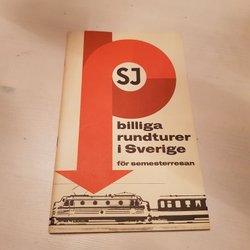 SJ
billiga
rundturer
i Sverige
för semesterresan